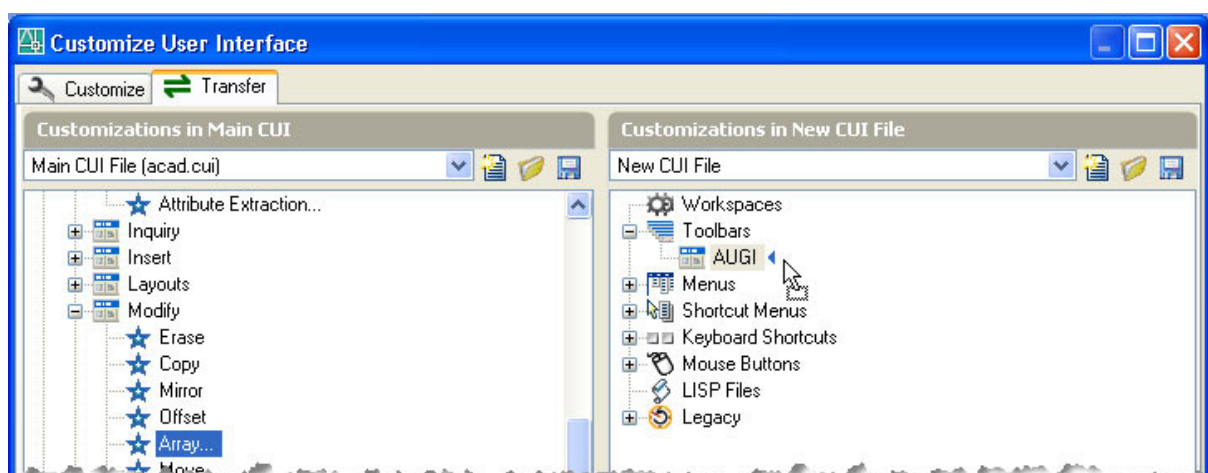 Customize User Interface
Customize
Transfer
Customizations in Main CUI
Main CUI File (acad.cui)
Attribute Extraction...
Inquiry
Insert
Layouts
Modify
Erase
Copy
Mirror
Offset
Array...
Move
Customizations in New CUI File
New CUI File
Workspaces
Toolbars
AUGI
Menus
Shortcut Menus
Keyboard Shortcuts
Mouse Buttons
LISP Files
Legacy